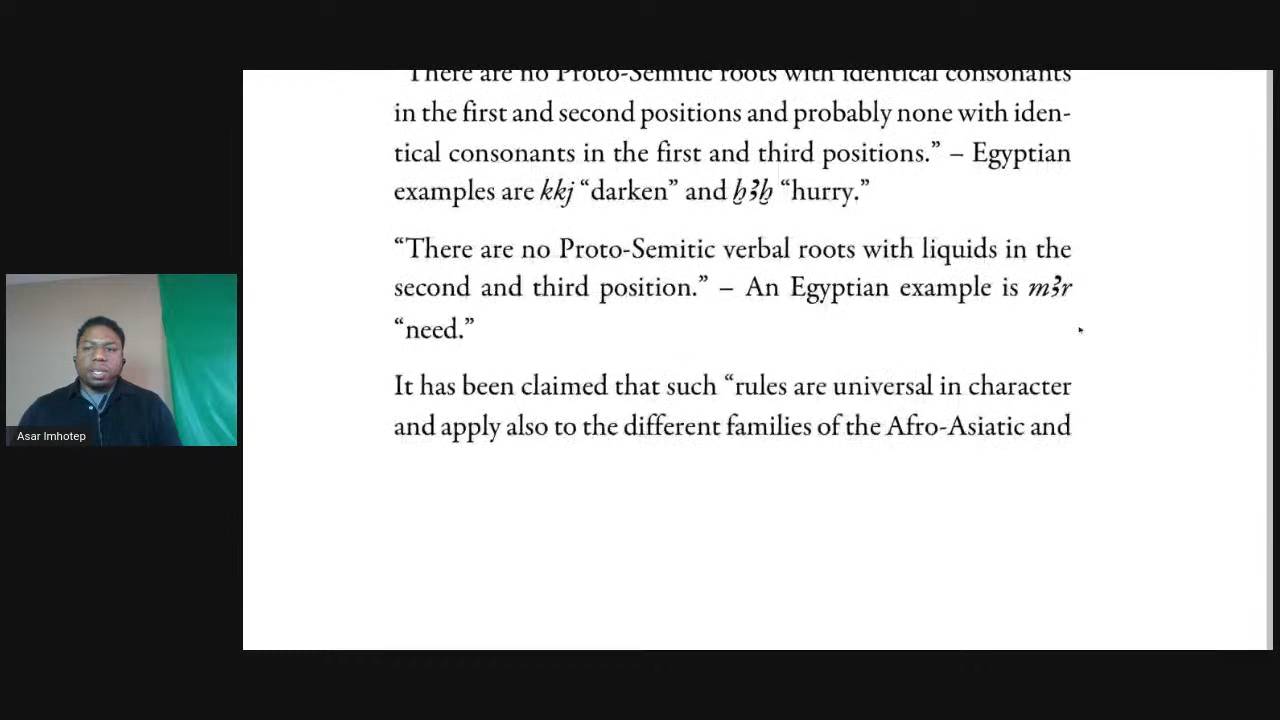 "There are no Proto-Semitic roots with identical consonants
in the first and second positions and probably none with iden-
tical consonants in the first and third positions.” – Egyptian
examples are kkj “darken” and ẖꜣẖ “hurry.”
“There are no Proto-Semitic verbal roots with liquids in the
second and third position.” – An Egyptian example is mꜣr
“need.”
It has been claimed that such “rules are universal in character
and apply also to the different families of the Afro-Asiatic and
Asar Imhotep